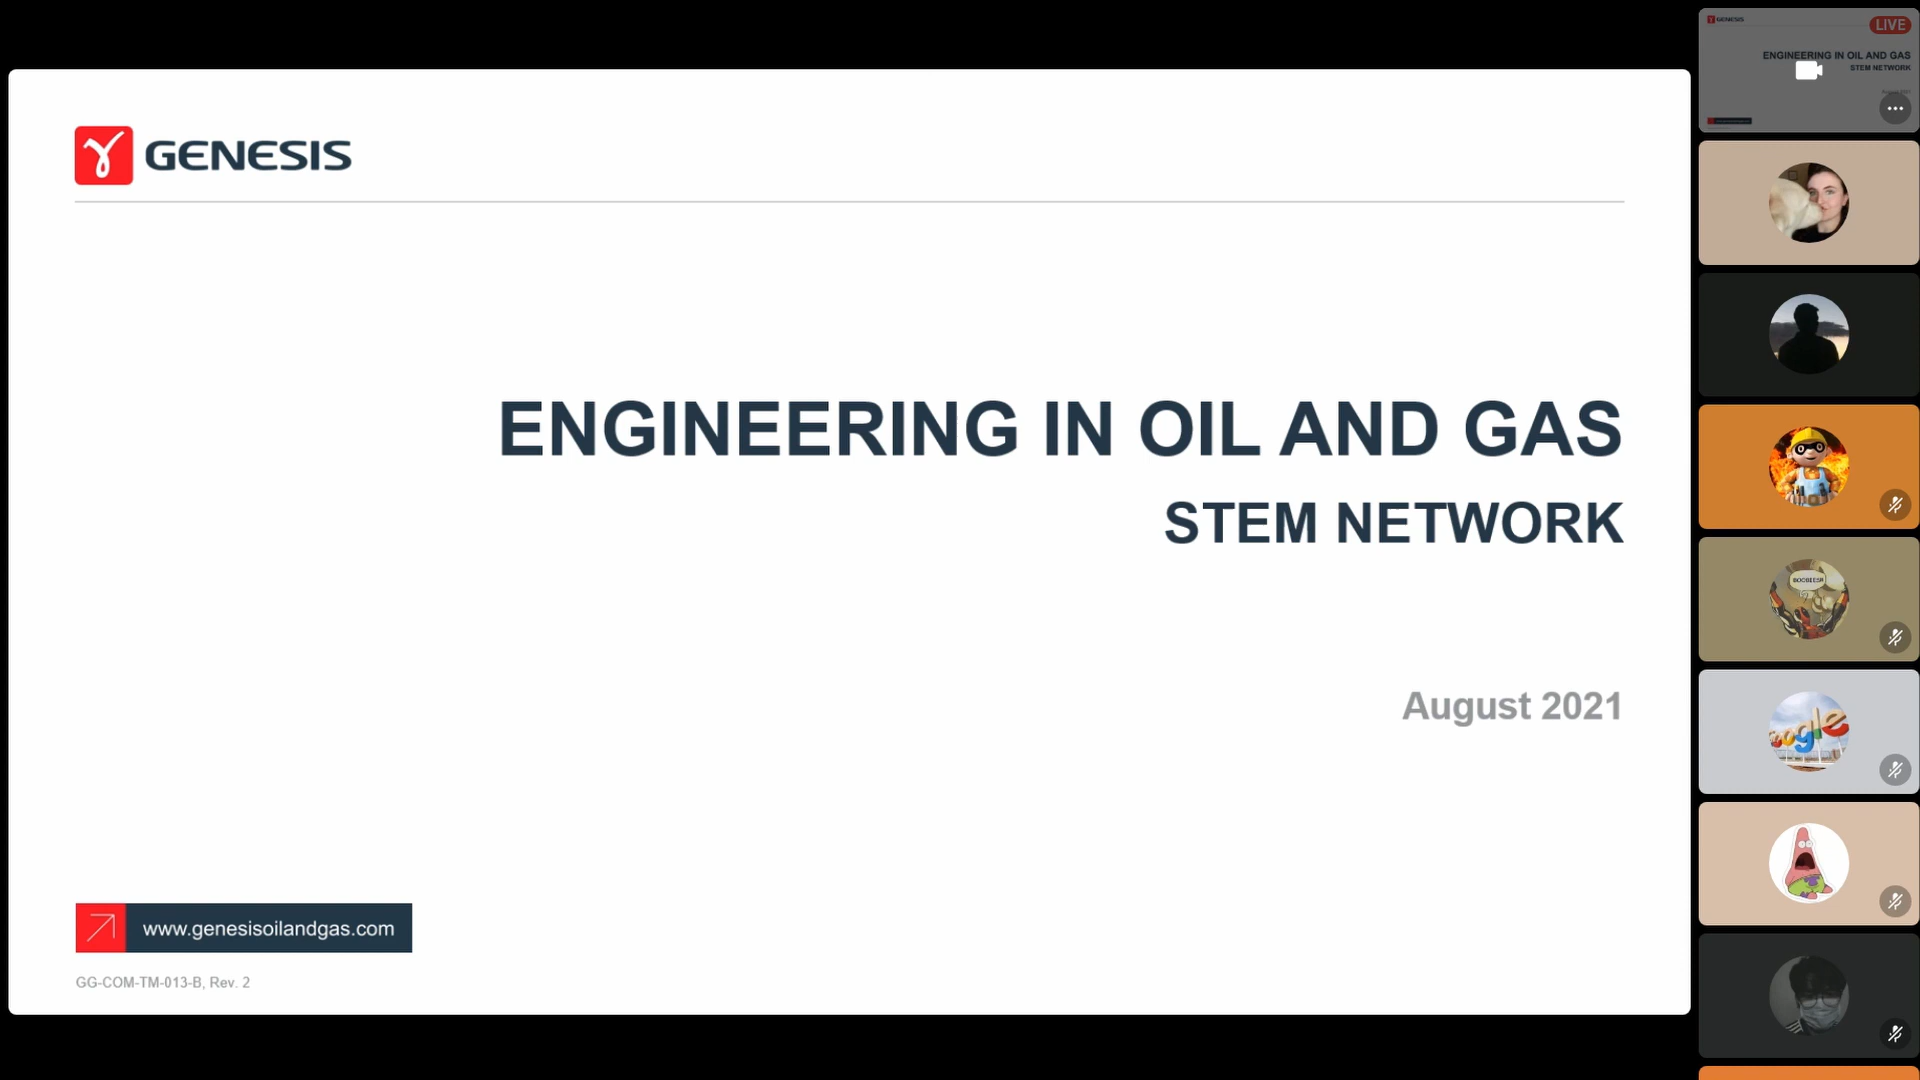 GENESIS
ENGINEERING IN OIL AND GAS
STEM NETWORK
August 2021
www.genesisoilandgas.com
GG-COM-TM-013-B, Rev. 2
GENESIS
LIVE
ENGINEERING IN OIL AND GAS
STEM NETWORK